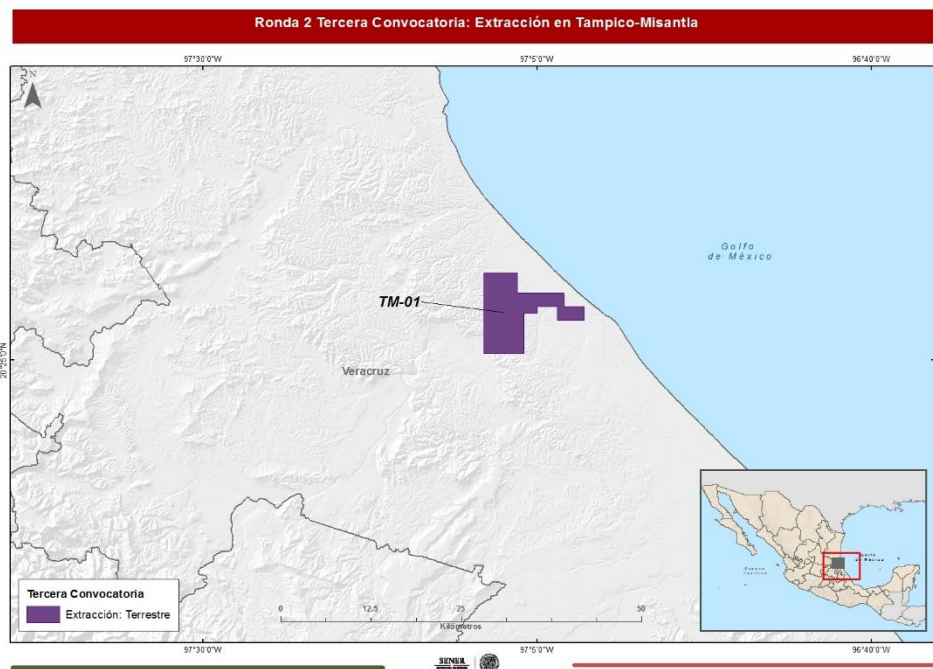 Ronda 2 Tercera Convocatoria: Extracción en Tampico-Misantla
97°30'0"W
97°5'0"W
96°40'0"W
N
Golfo
de México
TM-01
20°25'0"N
Veracruz
Tercera Convocatoria
Extracción: Terrestre
0
12.5
25
50
Kilómetros
97°30'0"W
97°5'0"W
96°40'0"W
SENER